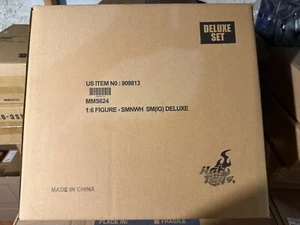 DELUXE
SET
US ITEM NO : 909813
MMS624
1:6 FIGURE - SMNWH SM(IG) DELUXE
Hot
Toys
MADE IN CHINA
FRAGILE